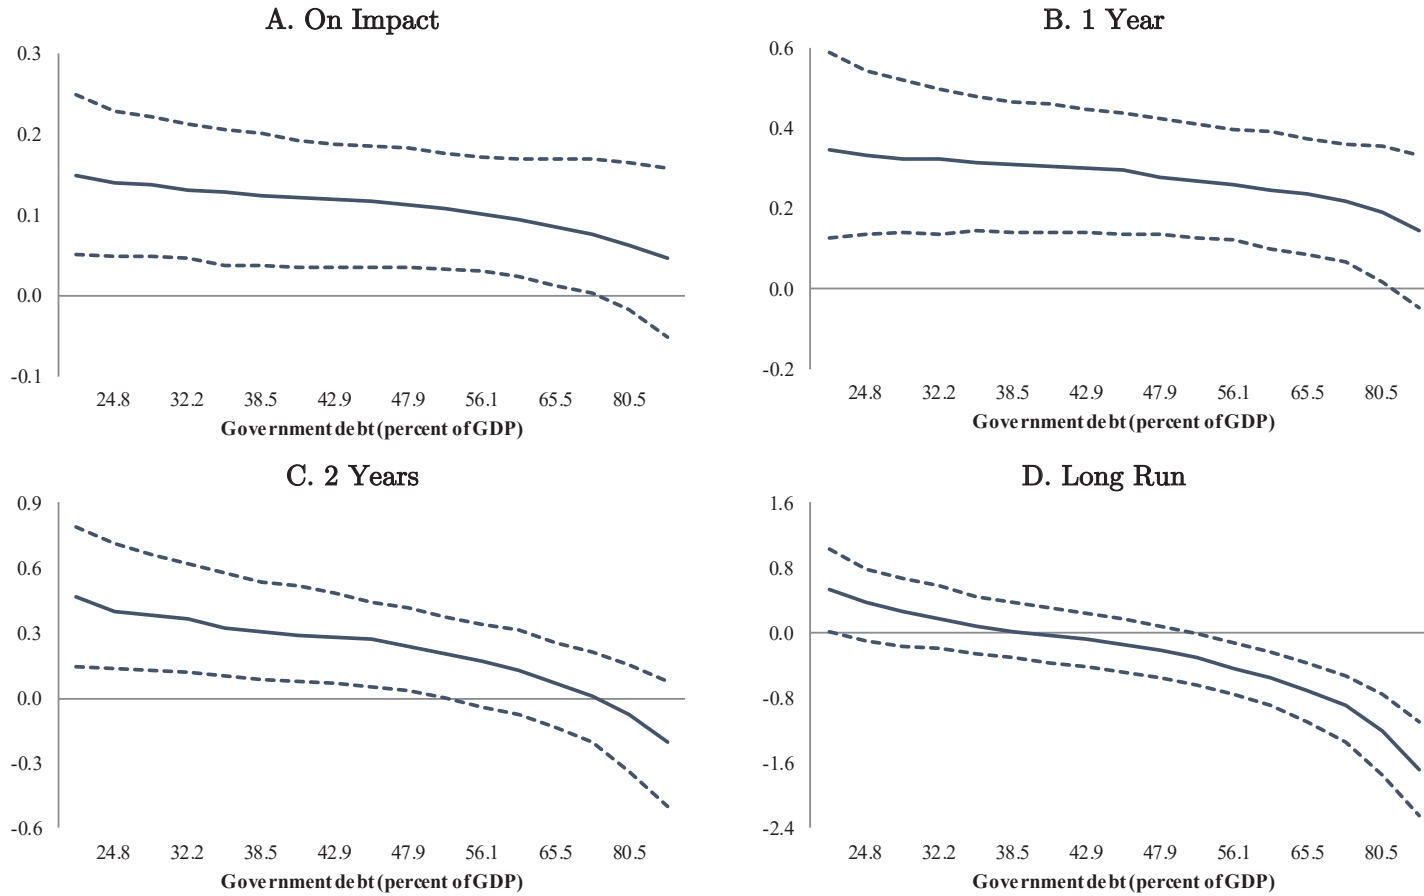 A. On Impact
0.3
0.2
0.1
0.0
-0.1
24.8 32.2 38.5 42.9 47.9 56.1 65.5 80.5
Government debt (percent of GDP)
B. 1 Year
0.6
0.4
0.2
0.0
-0.2
24.8 32.2 38.5 42.9 47.9 56.1 65.5 80.5
Government debt (percent of GDP)
C. 2 Years
0.9
0.6
0.3
0.0
-0.3
-0.6
24.8 32.2 38.5 42.9 47.9 56.1 65.5 80.5
Government debt (percent of GDP)
D. Long Run
1.6
0.8
0.0
-0.8
-1.6
-2.4
24.8 32.2 38.5 42.9 47.9 56.1 65.5 80.5
Government debt (percent of GDP)